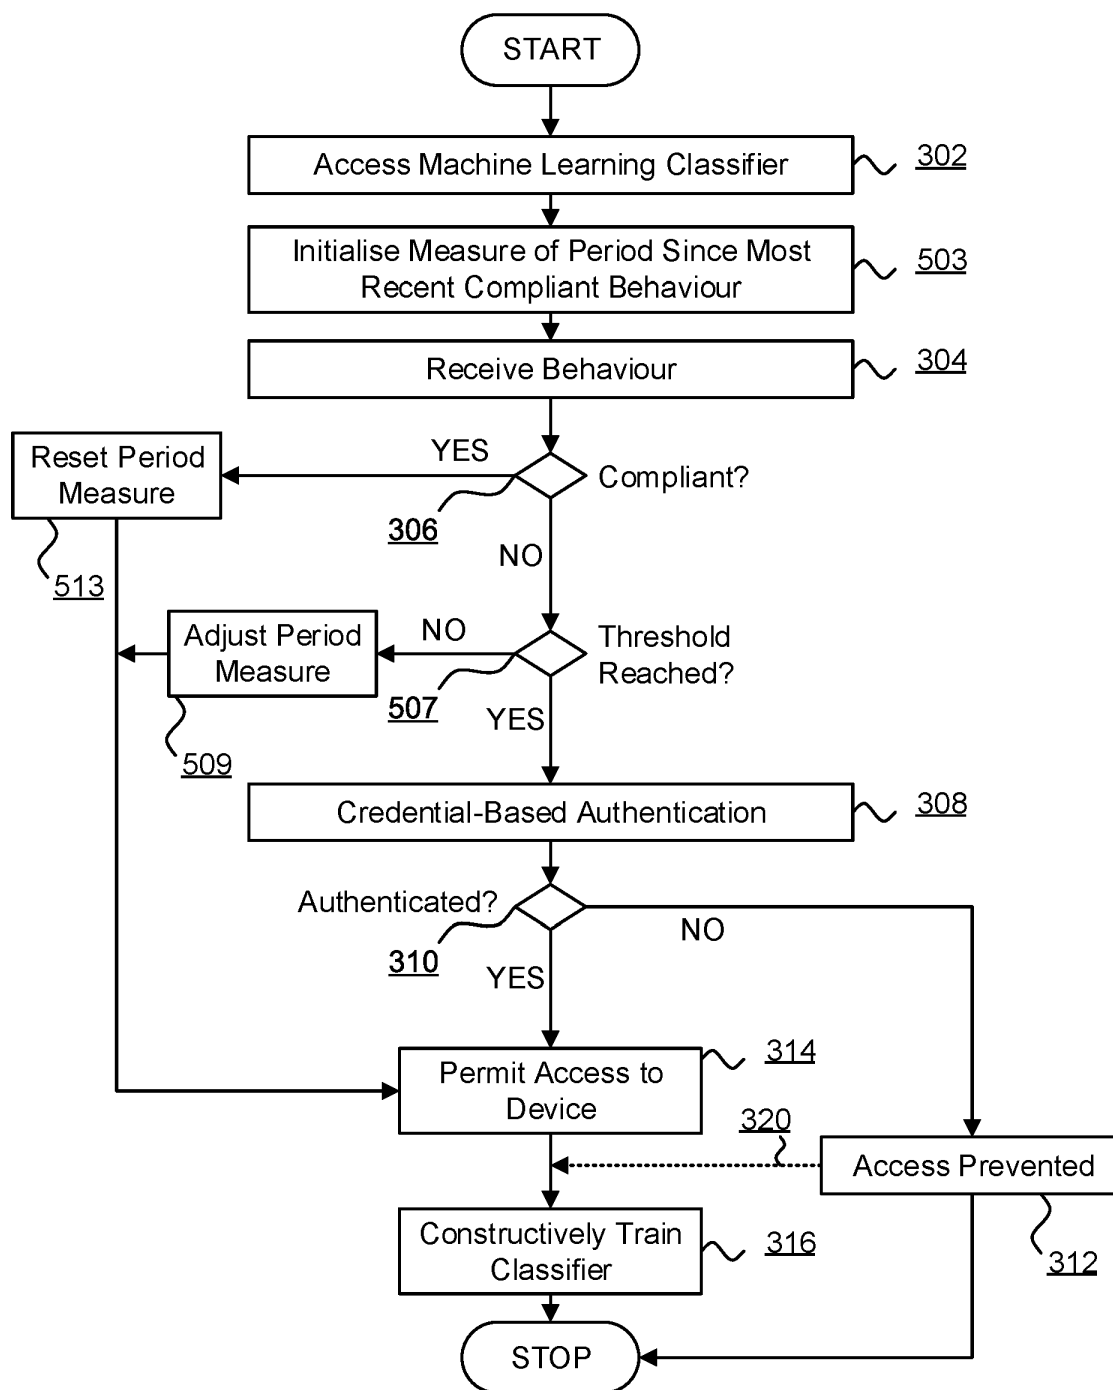 START
Access Machine Learning Classifier
302
Initialise Measure of Period Since Most
Recent Compliant Behaviour
503
Receive Behaviour
304
Reset Period
Measure
YES
Compliant?
306
513
NO
Adjust Period
Measure
NO
Threshold
Reached?
507
YES
509
Credential-Based Authentication
308
Authenticated?
NO
310
YES
Permit Access to
Device
314
320
Access Prevented
Constructively Train
Classifier
316
312
STOP